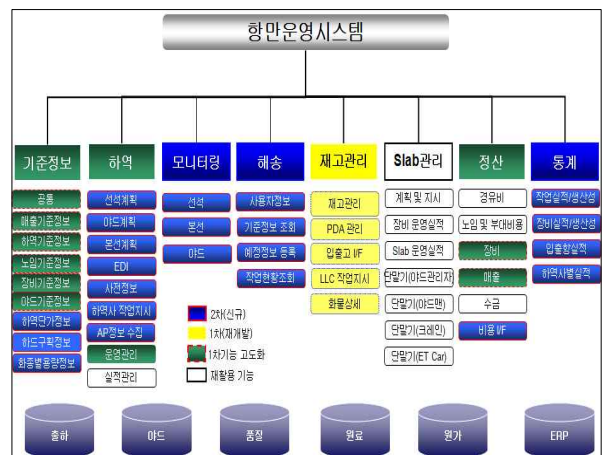 항만운영시스템
기준정보
하역
모니터링
해송
재고관리
Slab관리
정산
통계
공통
매출기준정보
하역기준정보
노임기준정보
장비기준정보
야드기준정보
하역단가정보
하드구획정보
화종별용량정보
선석계획
야드계획
본선계획
EDI
사전정보
하역사 작업지시
AP정보 수집
운영관리
실적관리
선석
본선
야드
사용자정보
기준정보 조회
예정정보 등록
작업현황조회
재고관리
PDA 관리
입출고 I/F
LLC 작업지시
화물상세
계획 및 지시
장비 운영실적
Slab 운영실적
단말기(야드관리자)
단말기(야드맨)
단말기(크레인)
단말기(ET Car)
경유비
노임 및 부대비용
장비
매출
수금
비용 I/F
작업실적/생산성
장비실적/생산성
입출항실적
하역사별실적
2차(신규)
1차(재개발)
1차기능 고도화
재활용 기능
출하
야드
품질
원료
원가
ERP